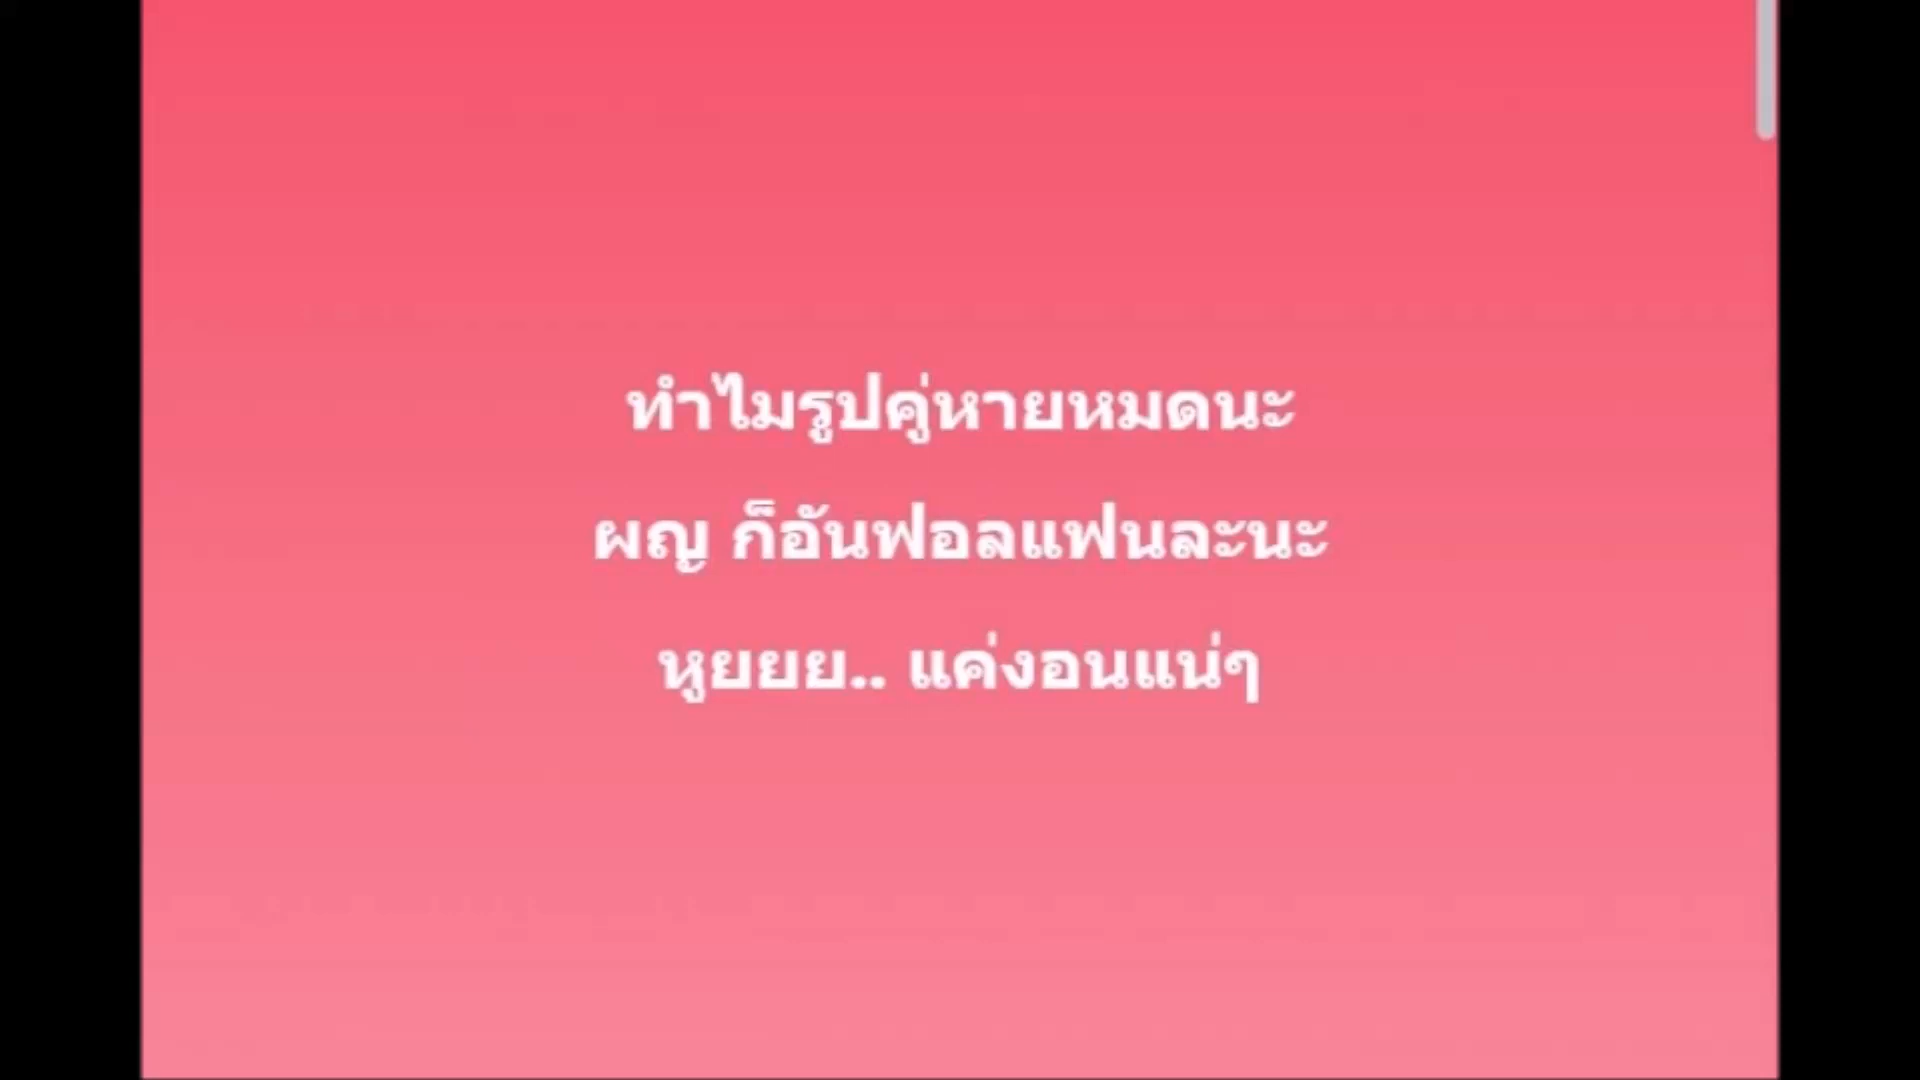 ทำไมรูปคู่หายหมดนะ
ผญ ก็อันฟอลแฟนละนะ
หูยยย.. แค่งอนแน่ๆ